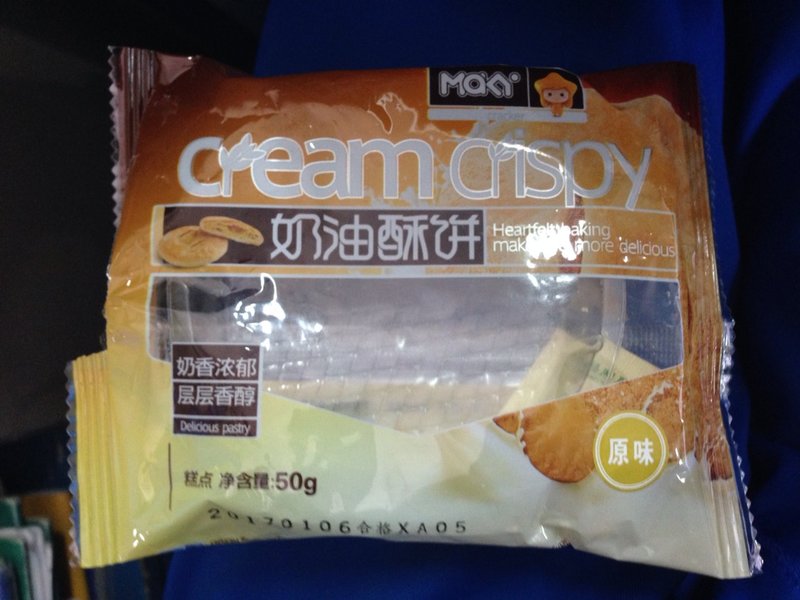 MaKY
cracker
cream crispy
奶油酥饼
Heartfelt baking
more delicious
奶香浓郁
层层香醇
Delicious pastry
原味
糕点 净含量:50g
20170106合格XA05